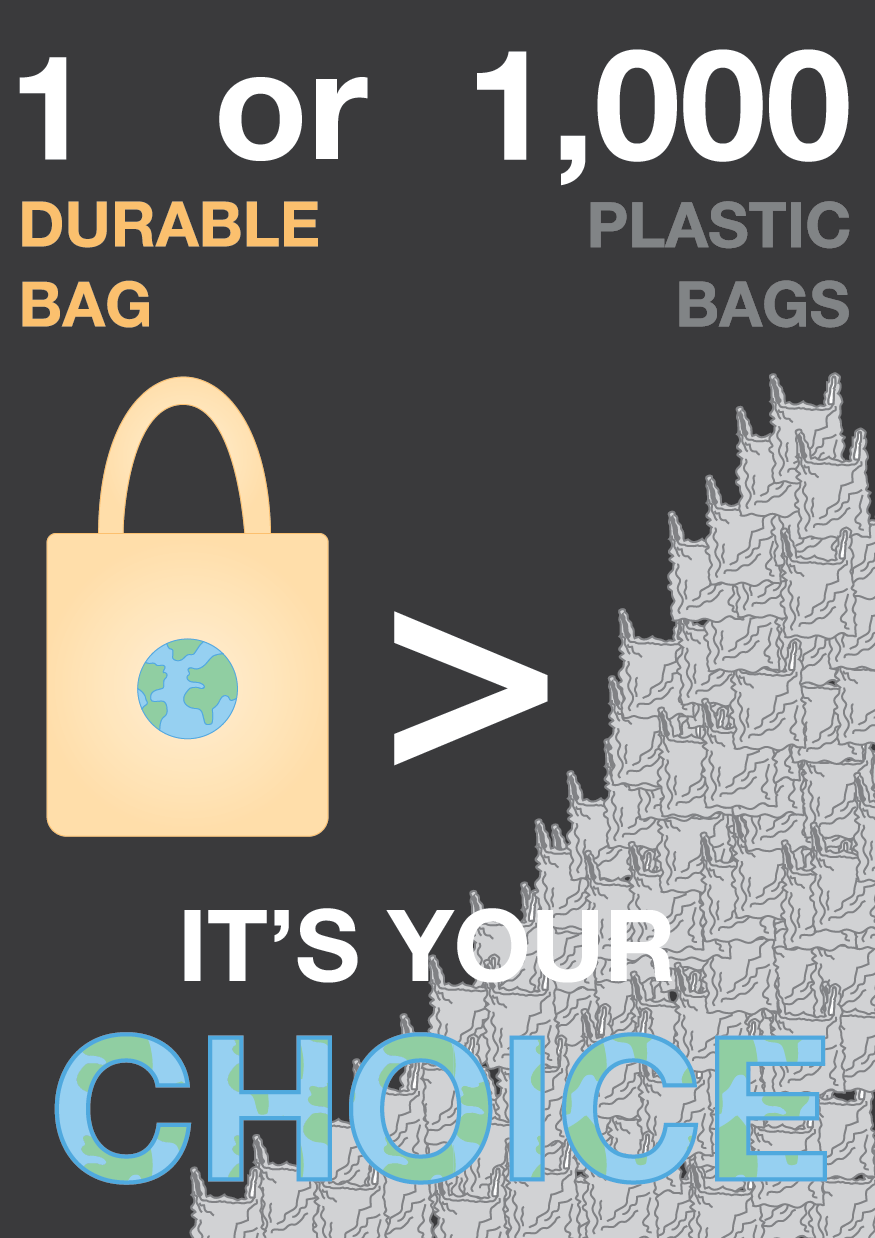 1 or 1,000
DURABLE
BAG
PLASTIC
BAGS
>
IT’S YOUR
CHOICE